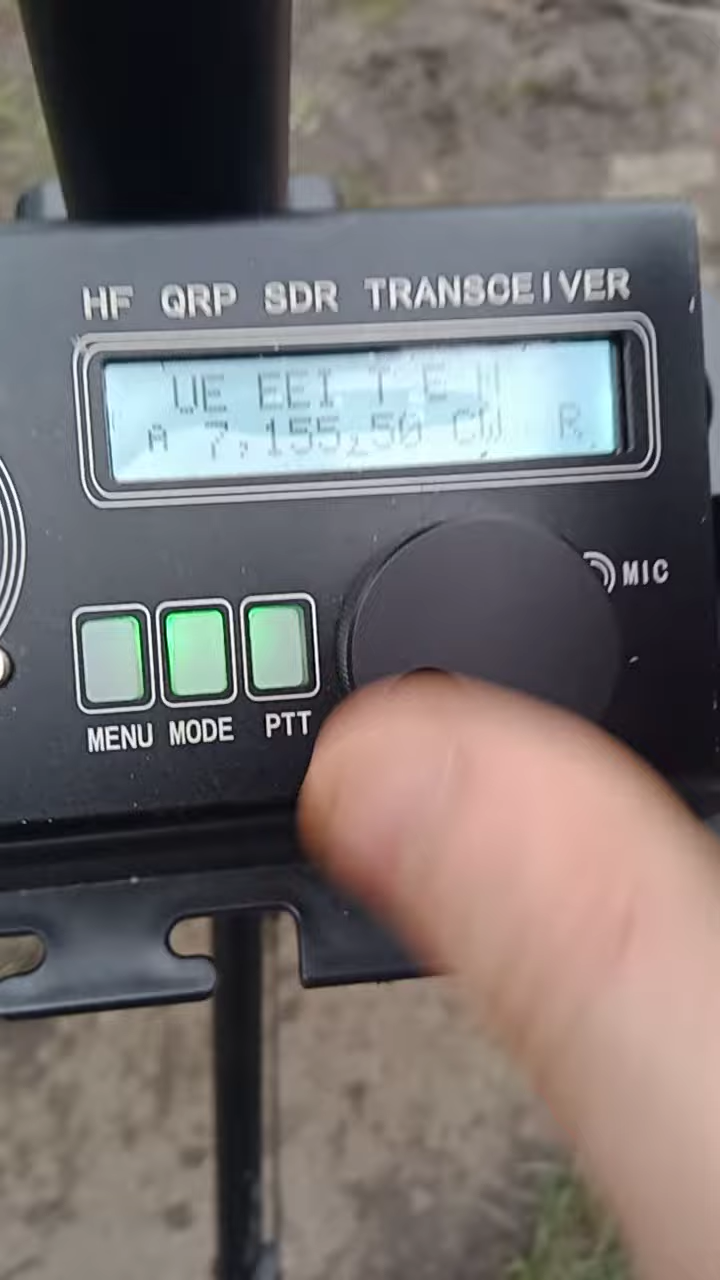 HF QRP SDR TRANSCEIVER
UE EEI T E
A 7,155,50 CW R
MIC
MENU MODE PTT